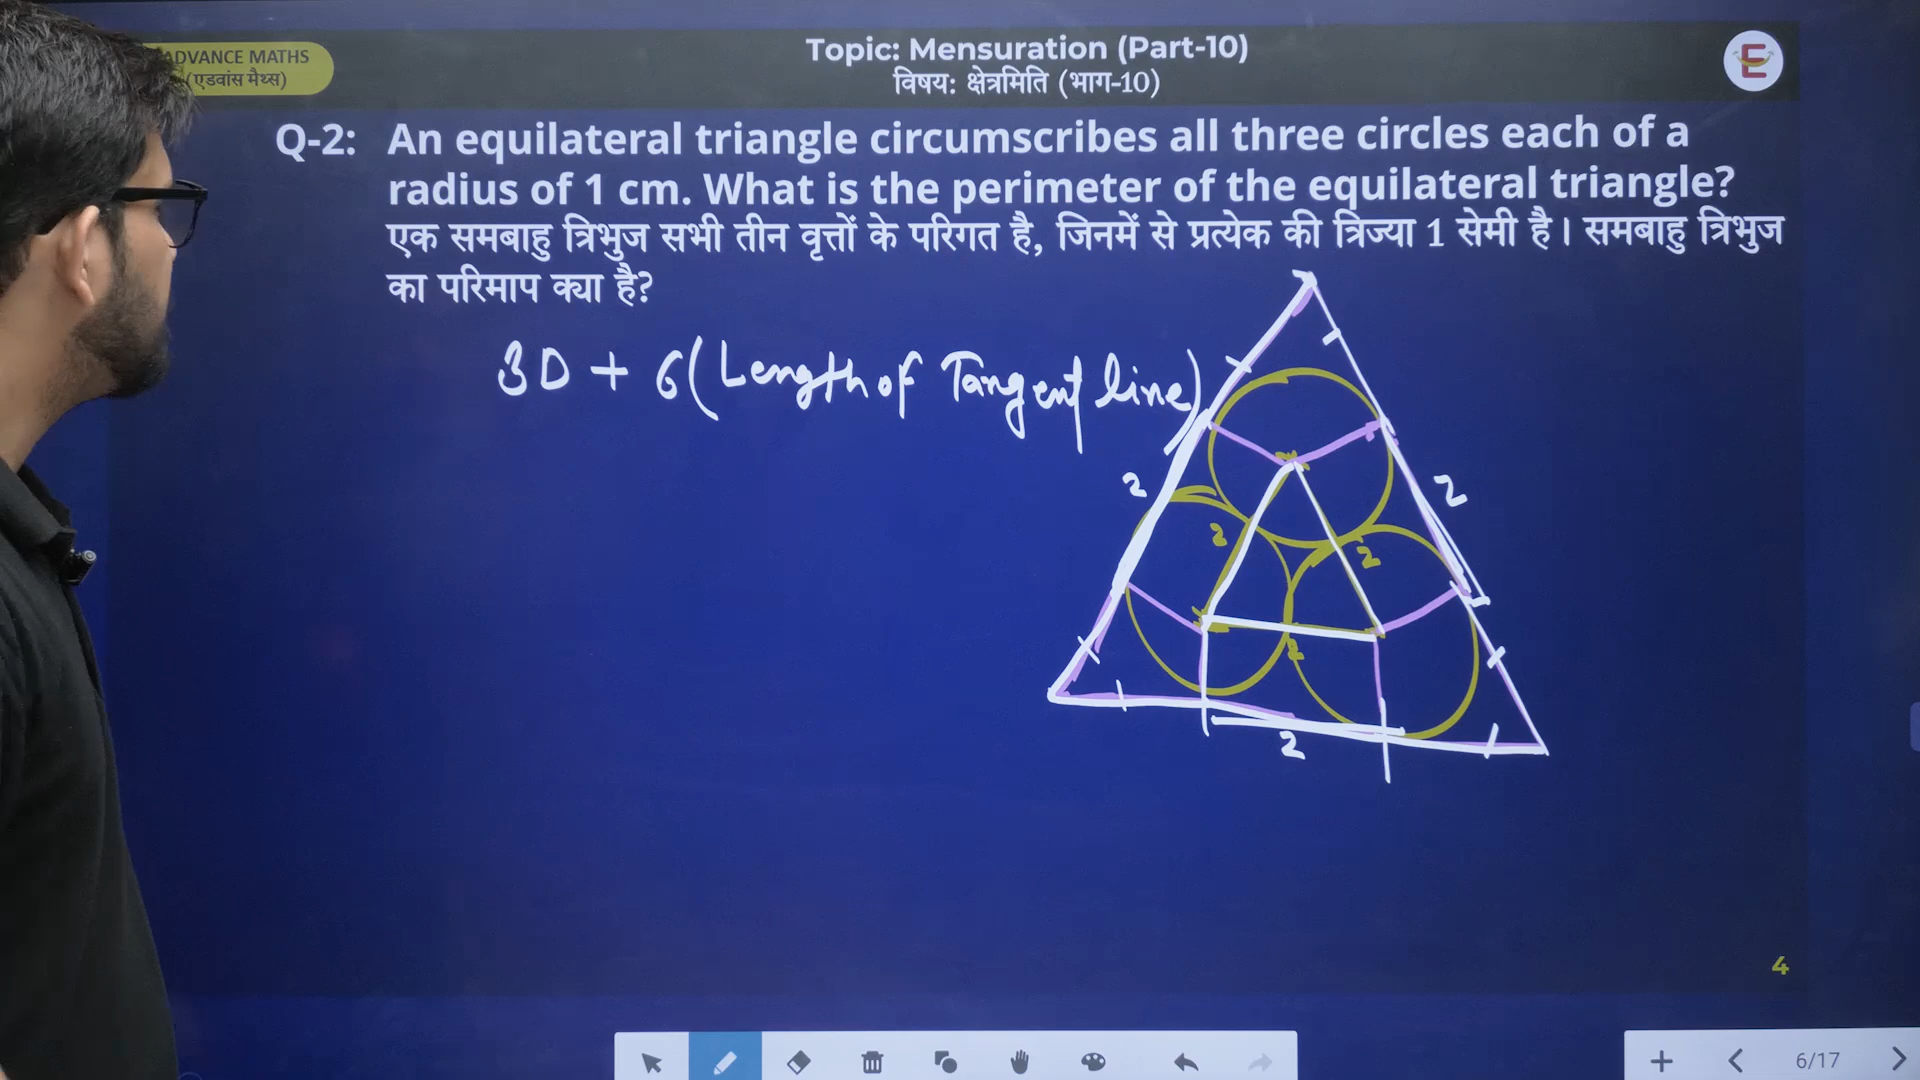 ADVANCE MATHS
(एडवांस मैथ्स)
Topic: Mensuration (Part-10)
विषय: क्षेत्रमिति (भाग-10)
E
Q-2: An equilateral triangle circumscribes all three circles each of a
radius of 1 cm. What is the perimeter of the equilateral triangle?
एक समबाहु त्रिभुज सभी तीन वृत्तों के परिगत है, जिनमें से प्रत्येक की त्रिज्या 1 सेमी है। समबाहु त्रिभुज
का परिमाप क्या है?
3D + 6(Length of Tangent line)
2
2
2
2
2
2
4
6/17